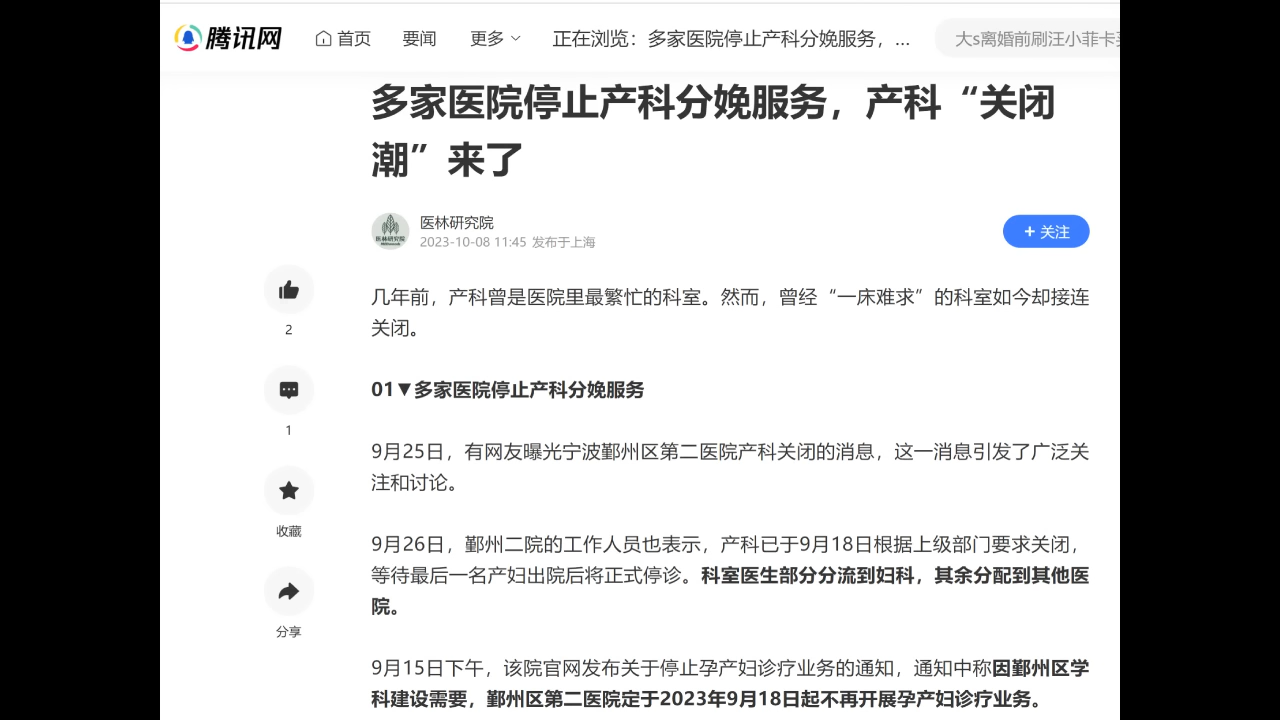 腾讯网 首页 要闻 更多 正在浏览：多家医院停止产科分娩服务，... 大s离婚前刷汪小菲卡
多家医院停止产科分娩服务，产科“关闭
潮”来了
医林研究院
2023-10-08 11:45 发布于上海
+ 关注
几年前，产科曾是医院里最繁忙的科室。然而，曾经“一床难求”的科室如今却接连
关闭。
2
01▼多家医院停止产科分娩服务
1
9月25日，有网友曝光宁波鄞州区第二医院产科关闭的消息，这一消息引发了广泛关
注和讨论。
收藏
9月26日，鄞州二院的工作人员也表示，产科已于9月18日根据上级部门要求关闭，
等待最后一名产妇出院后将正式停诊。科室医生部分分流到妇科，其余分配到其他医
院。
分享
9月15日下午，该院官网发布关于停止孕产妇诊疗业务的通知，通知中称因鄞州区学
科建设需要，鄞州区第二医院定于2023年9月18日起不再开展孕产妇诊疗业务。